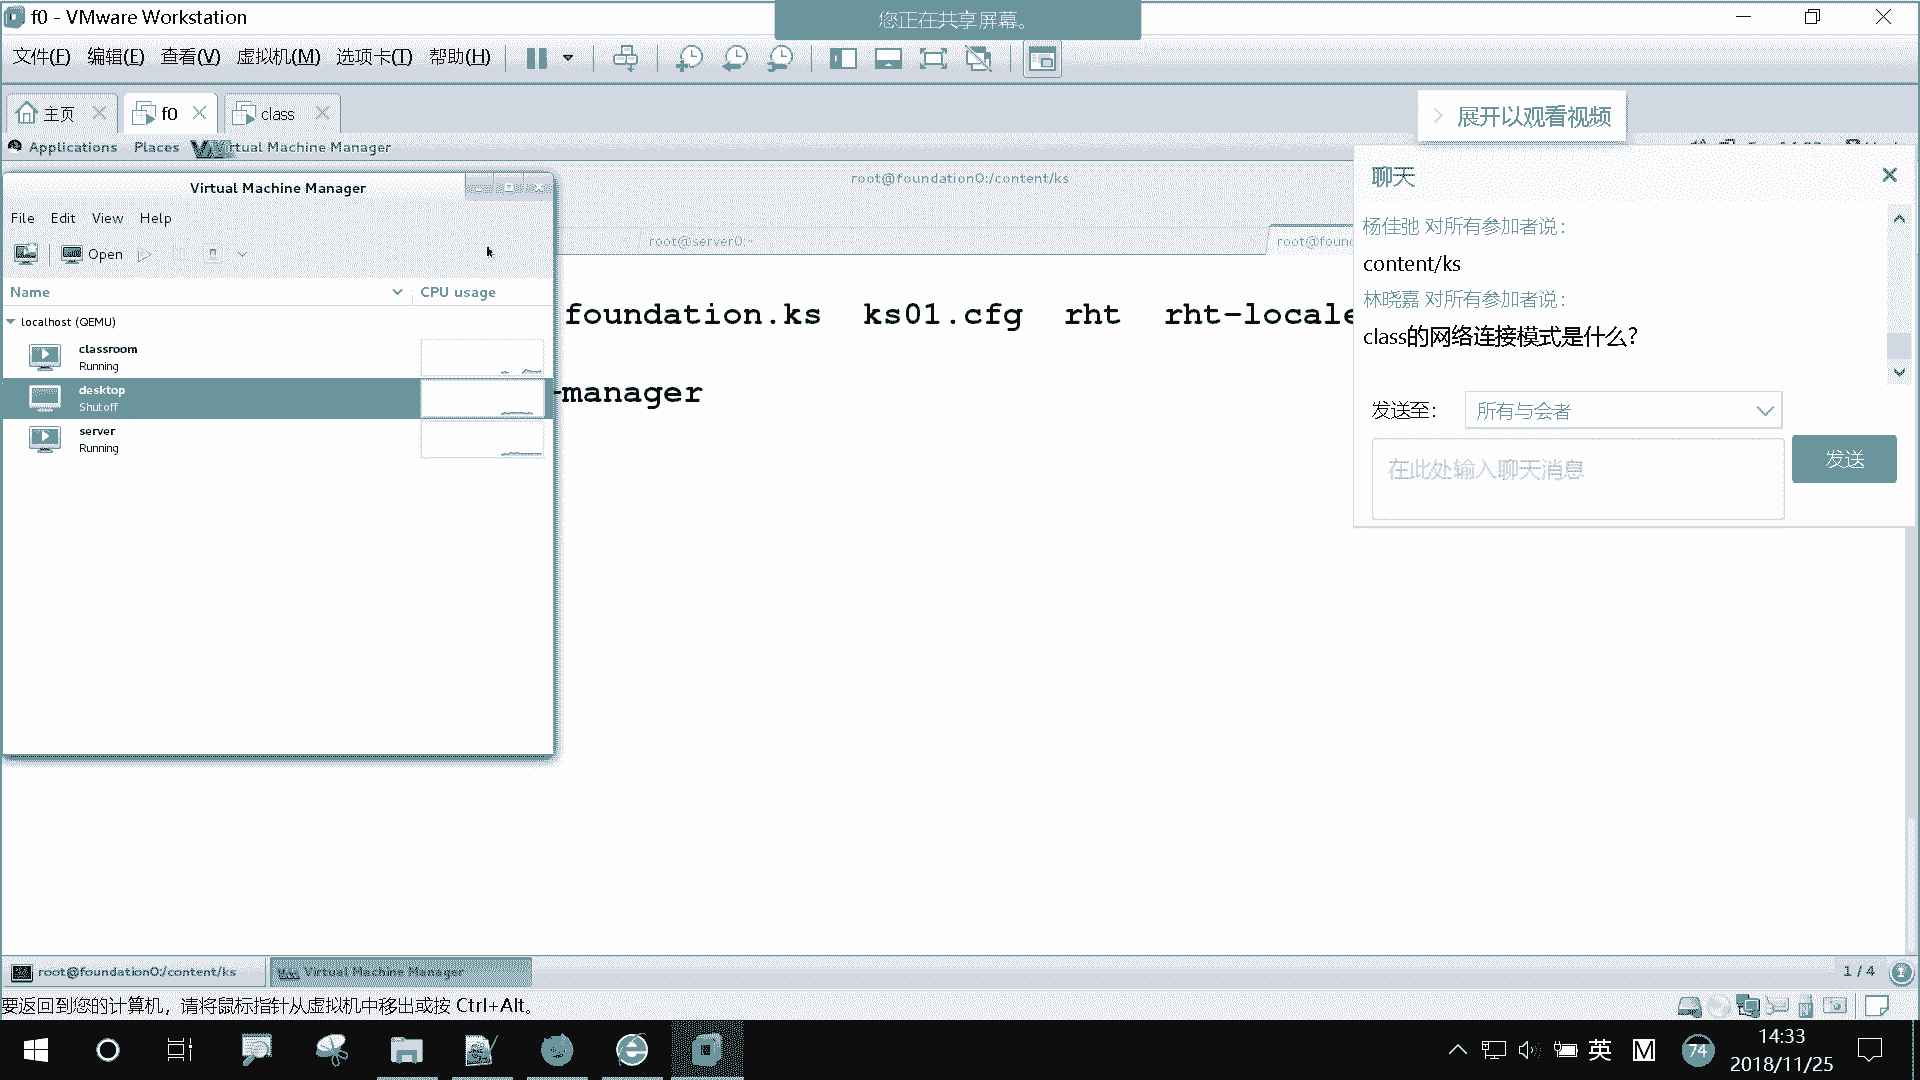 f0 - VMware Workstation
您正在共享屏幕。
文件(F) 编辑(E) 查看(V) 虚拟机(M) 选项卡(T) 帮助(H)
主页 f0 class
展开以观看视频
Applications Places Virtual Machine Manager
Virtual Machine Manager
root@foundation0:/content/ks
聊天
File Edit View Help
杨佳弛 对所有参加者说：
root@server0:~
root@found
Open
content/ks
Name CPU usage
林晓嘉 对所有参加者说：
localhost (QEMU)
foundation.ks ks01.cfg rht rht-locale
class的网络连接模式是什么？
classroom
Running
desktop
Shutoff
-manager
发送至： 所有与会者
server
Running
在此处输入聊天消息
发送
root@foundation0:/content/ks
Virtual Machine Manager
1 / 4
要返回到您的计算机，请将鼠标指针从虚拟机中移出或按 Ctrl+Alt。
英
M
74
14:33
2018/11/25